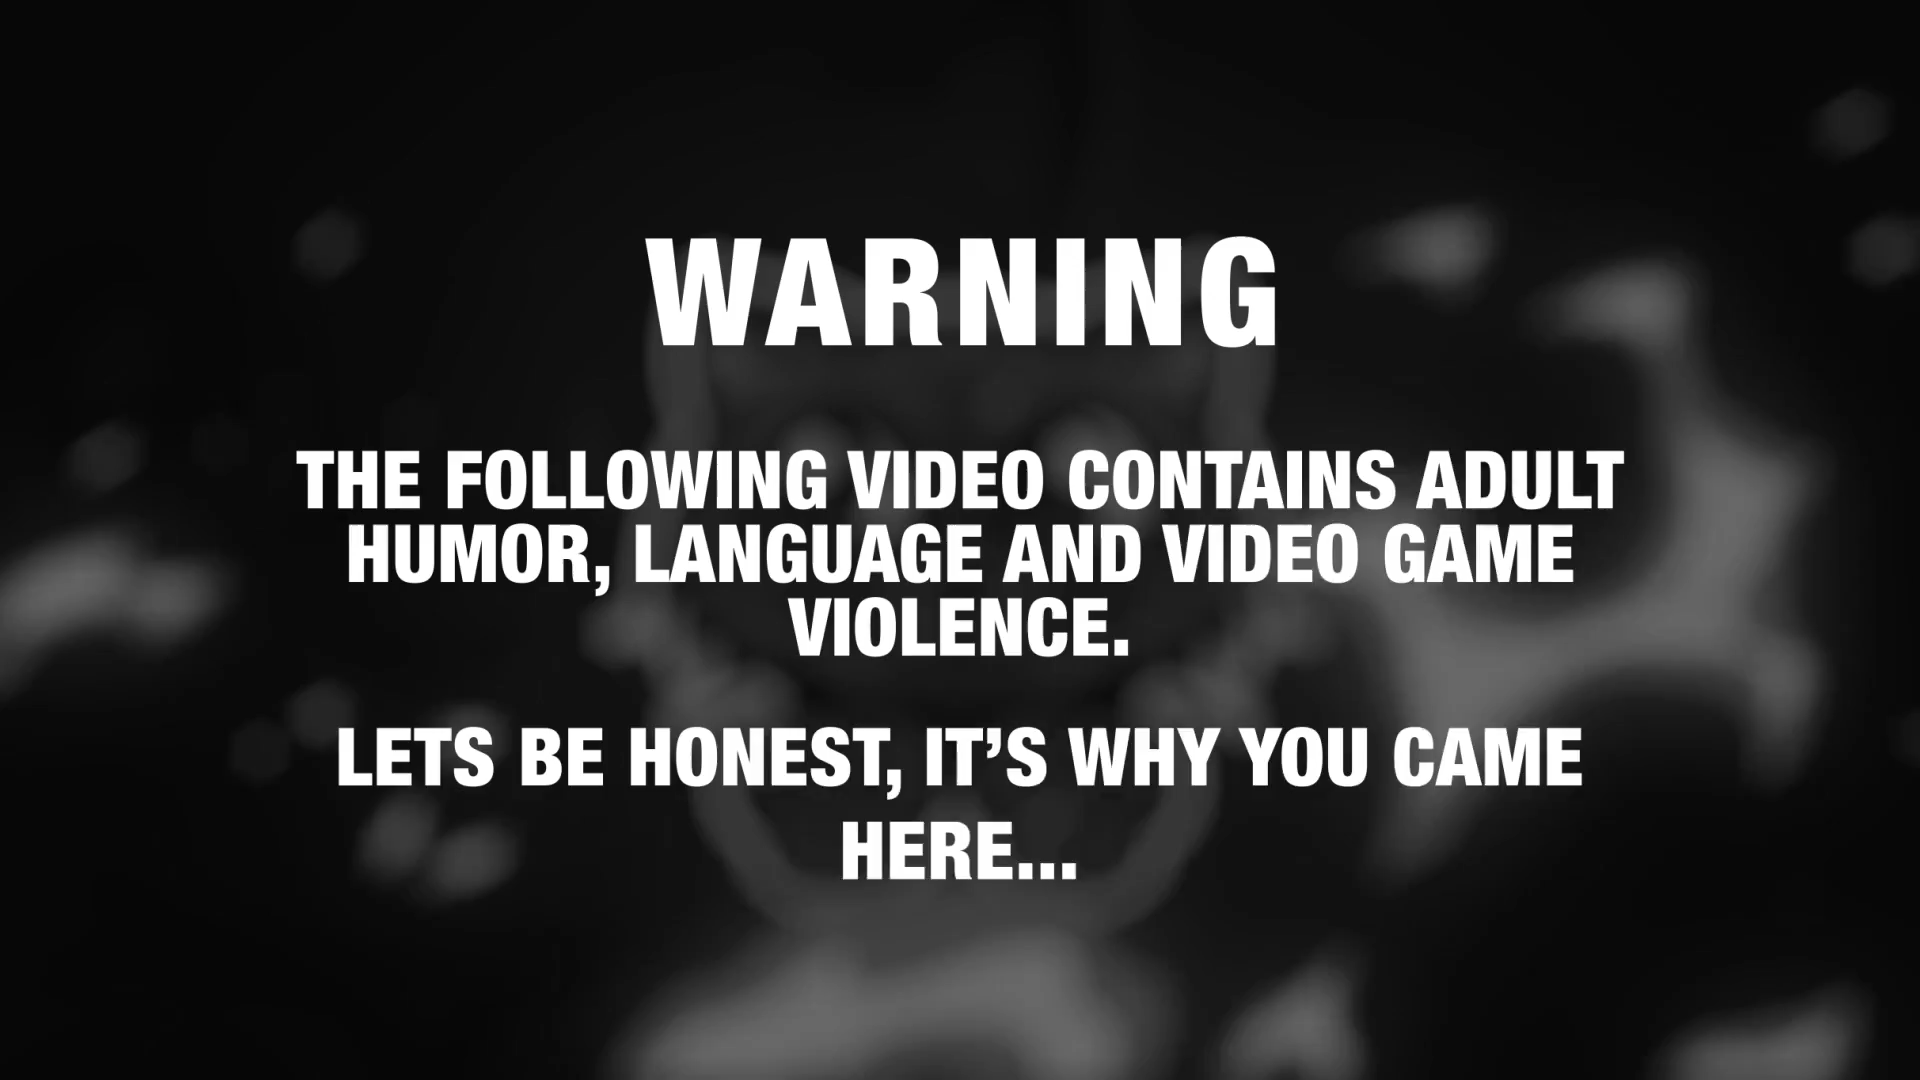 WARNING
THE FOLLOWING VIDEO CONTAINS ADULT
HUMOR, LANGUAGE AND VIDEO GAME
VIOLENCE.
LETS BE HONEST, IT’S WHY YOU CAME
HERE...